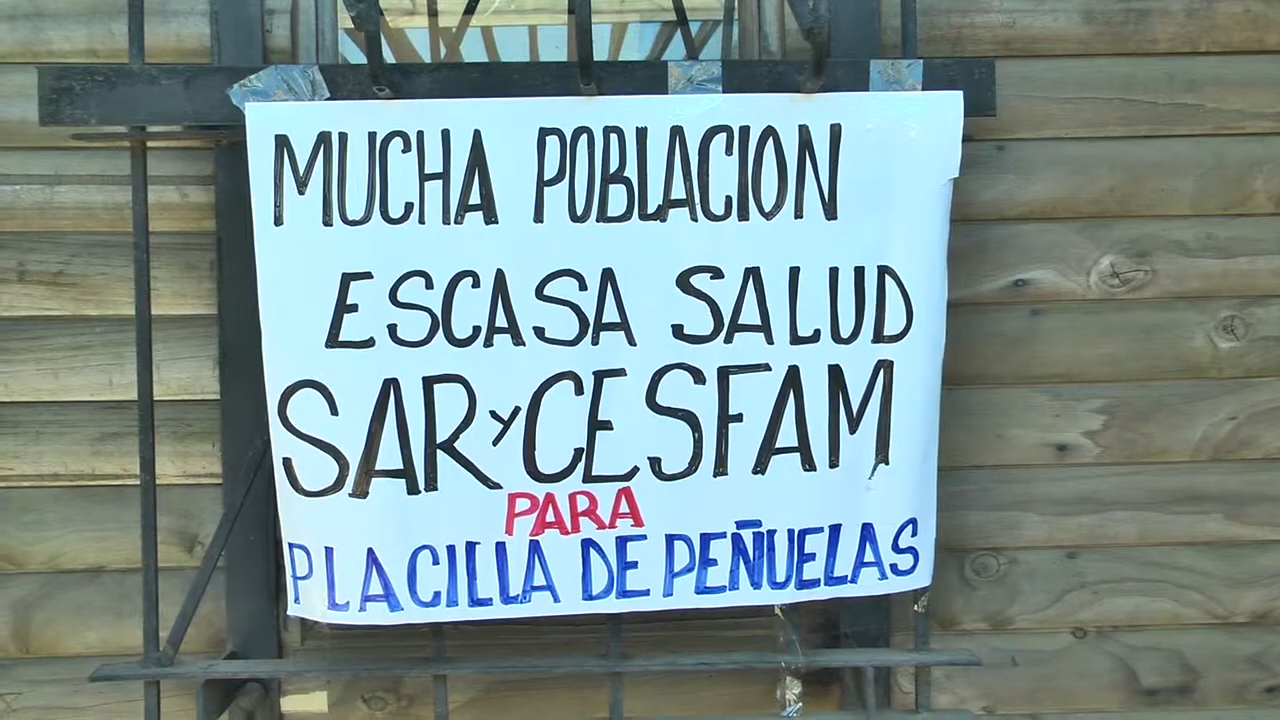 MUCHA POBLACION
ESCASA SALUD
SAR Y CESFAM
PARA
PLACILLA DE PEÑUELAS